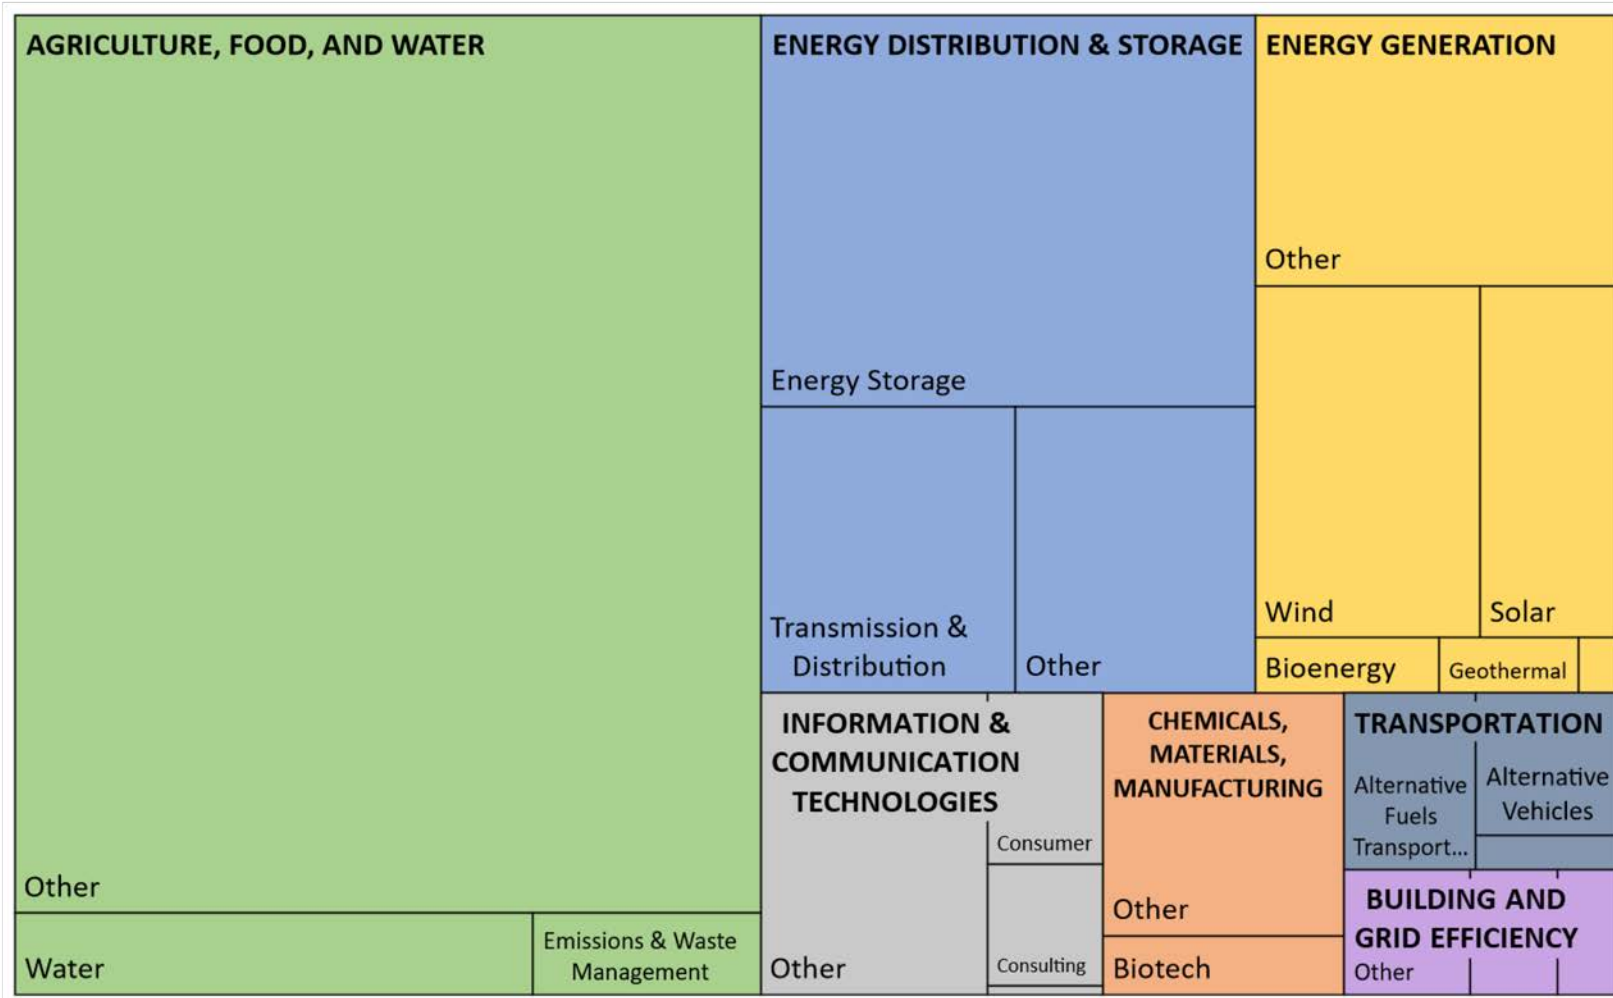 AGRICULTURE, FOOD, AND WATER
Other
Water
Emissions & Waste
Management
ENERGY DISTRIBUTION & STORAGE
Energy Storage
Transmission &
Distribution
Other
ENERGY GENERATION
Other
Wind
Solar
Bioenergy
Geothermal
INFORMATION &
COMMUNICATION
TECHNOLOGIES
Consumer
Other
Consulting
CHEMICALS,
MATERIALS,
MANUFACTURING
Other
Biotech
TRANSPORTATION
Alternative
Fuels
Transport...
Alternative
Vehicles
BUILDING AND
GRID EFFICIENCY
Other